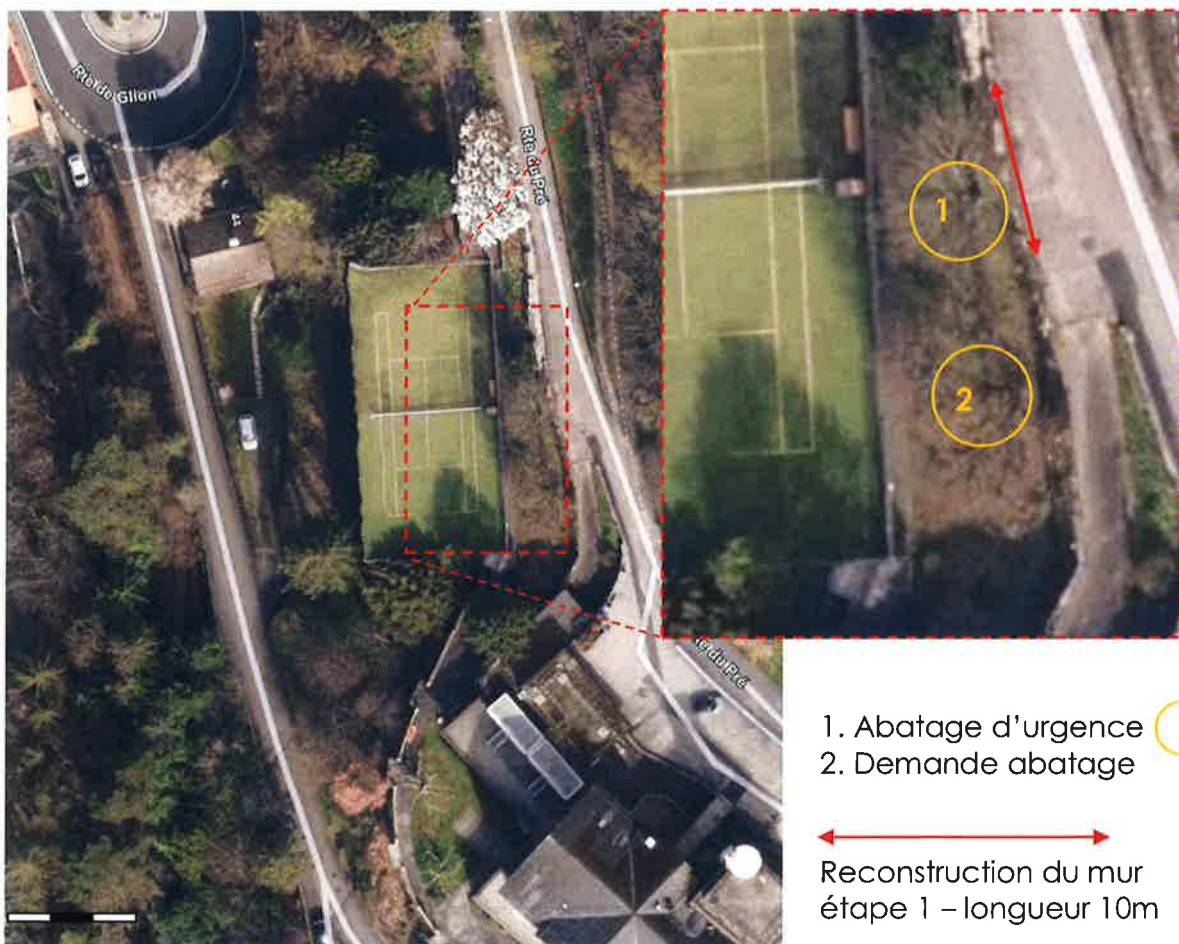 Rte de Glion
Rte du Pré
44
1
2
Rte du Pré
1. Abatage d'urgence
2. Demande abatage
Reconstruction du mur
étape 1 – longueur 10m